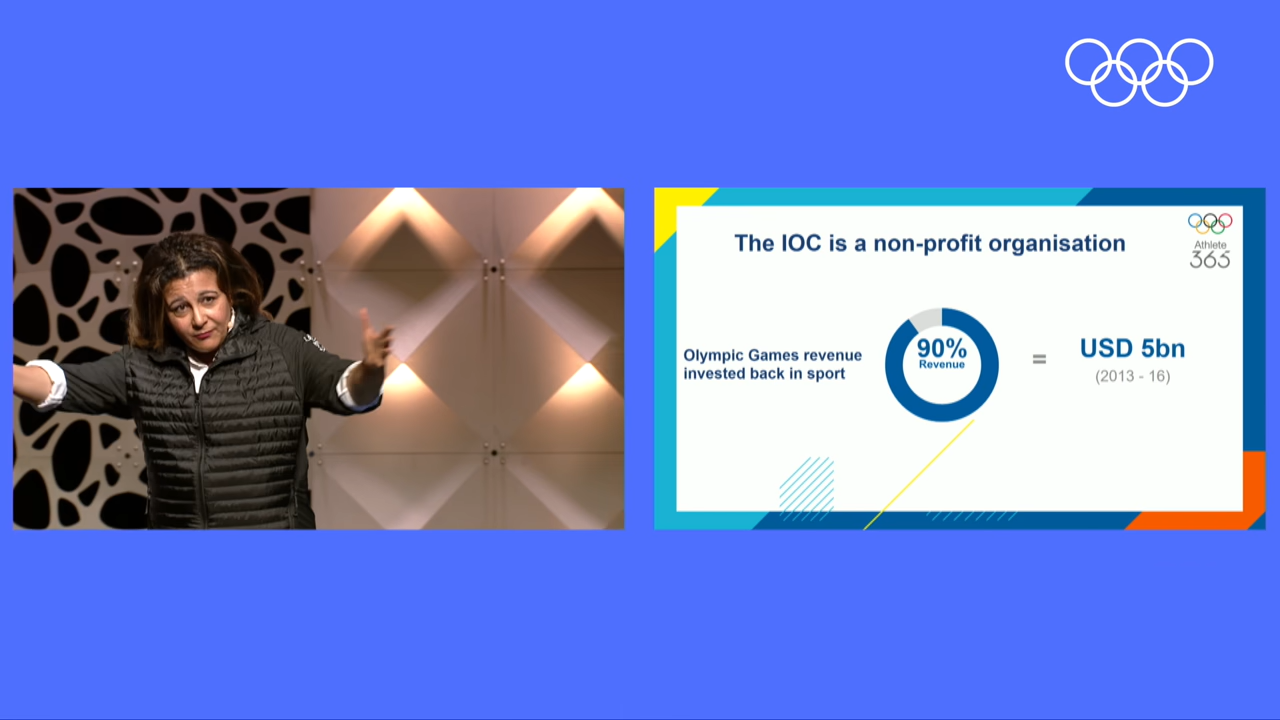 The IOC is a non-profit organisation
Athlete
365
Olympic Games revenue
invested back in sport
90%
Revenue
=
USD 5bn
(2013 - 16)